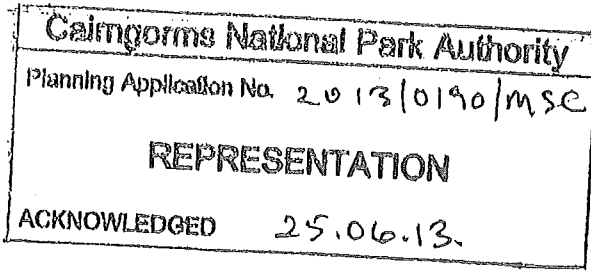 Cairngorms National Park Authority
Planning Application No. 2013/0190/MSC
REPRESENTATION
ACKNOWLEDGED 25.06.13.